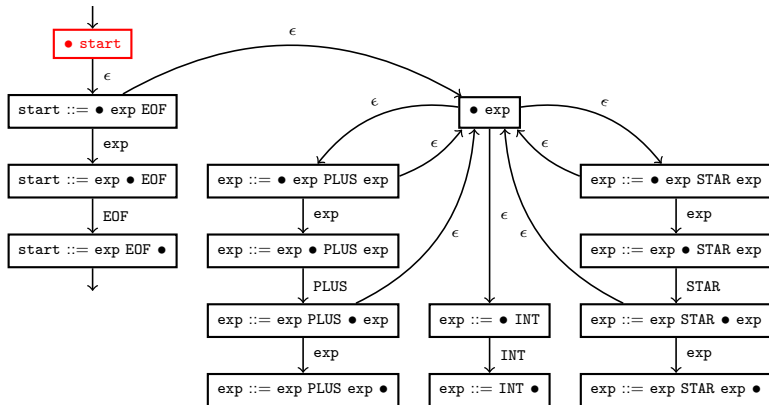 • start
ϵ
ϵ
start ::= • exp EOF
• exp
ϵ
ϵ
exp
ϵ
ϵ
start ::= exp • EOF
exp ::= • exp PLUS exp
exp ::= • exp STAR exp
EOF
exp
ϵ
ϵ
ϵ
exp
start ::= exp EOF •
exp ::= exp • PLUS exp
exp ::= exp • STAR exp
PLUS
STAR
exp ::= exp PLUS • exp
exp ::= • INT
exp ::= exp STAR • exp
exp
INT
exp
exp ::= exp PLUS exp •
exp ::= INT •
exp ::= exp STAR exp •